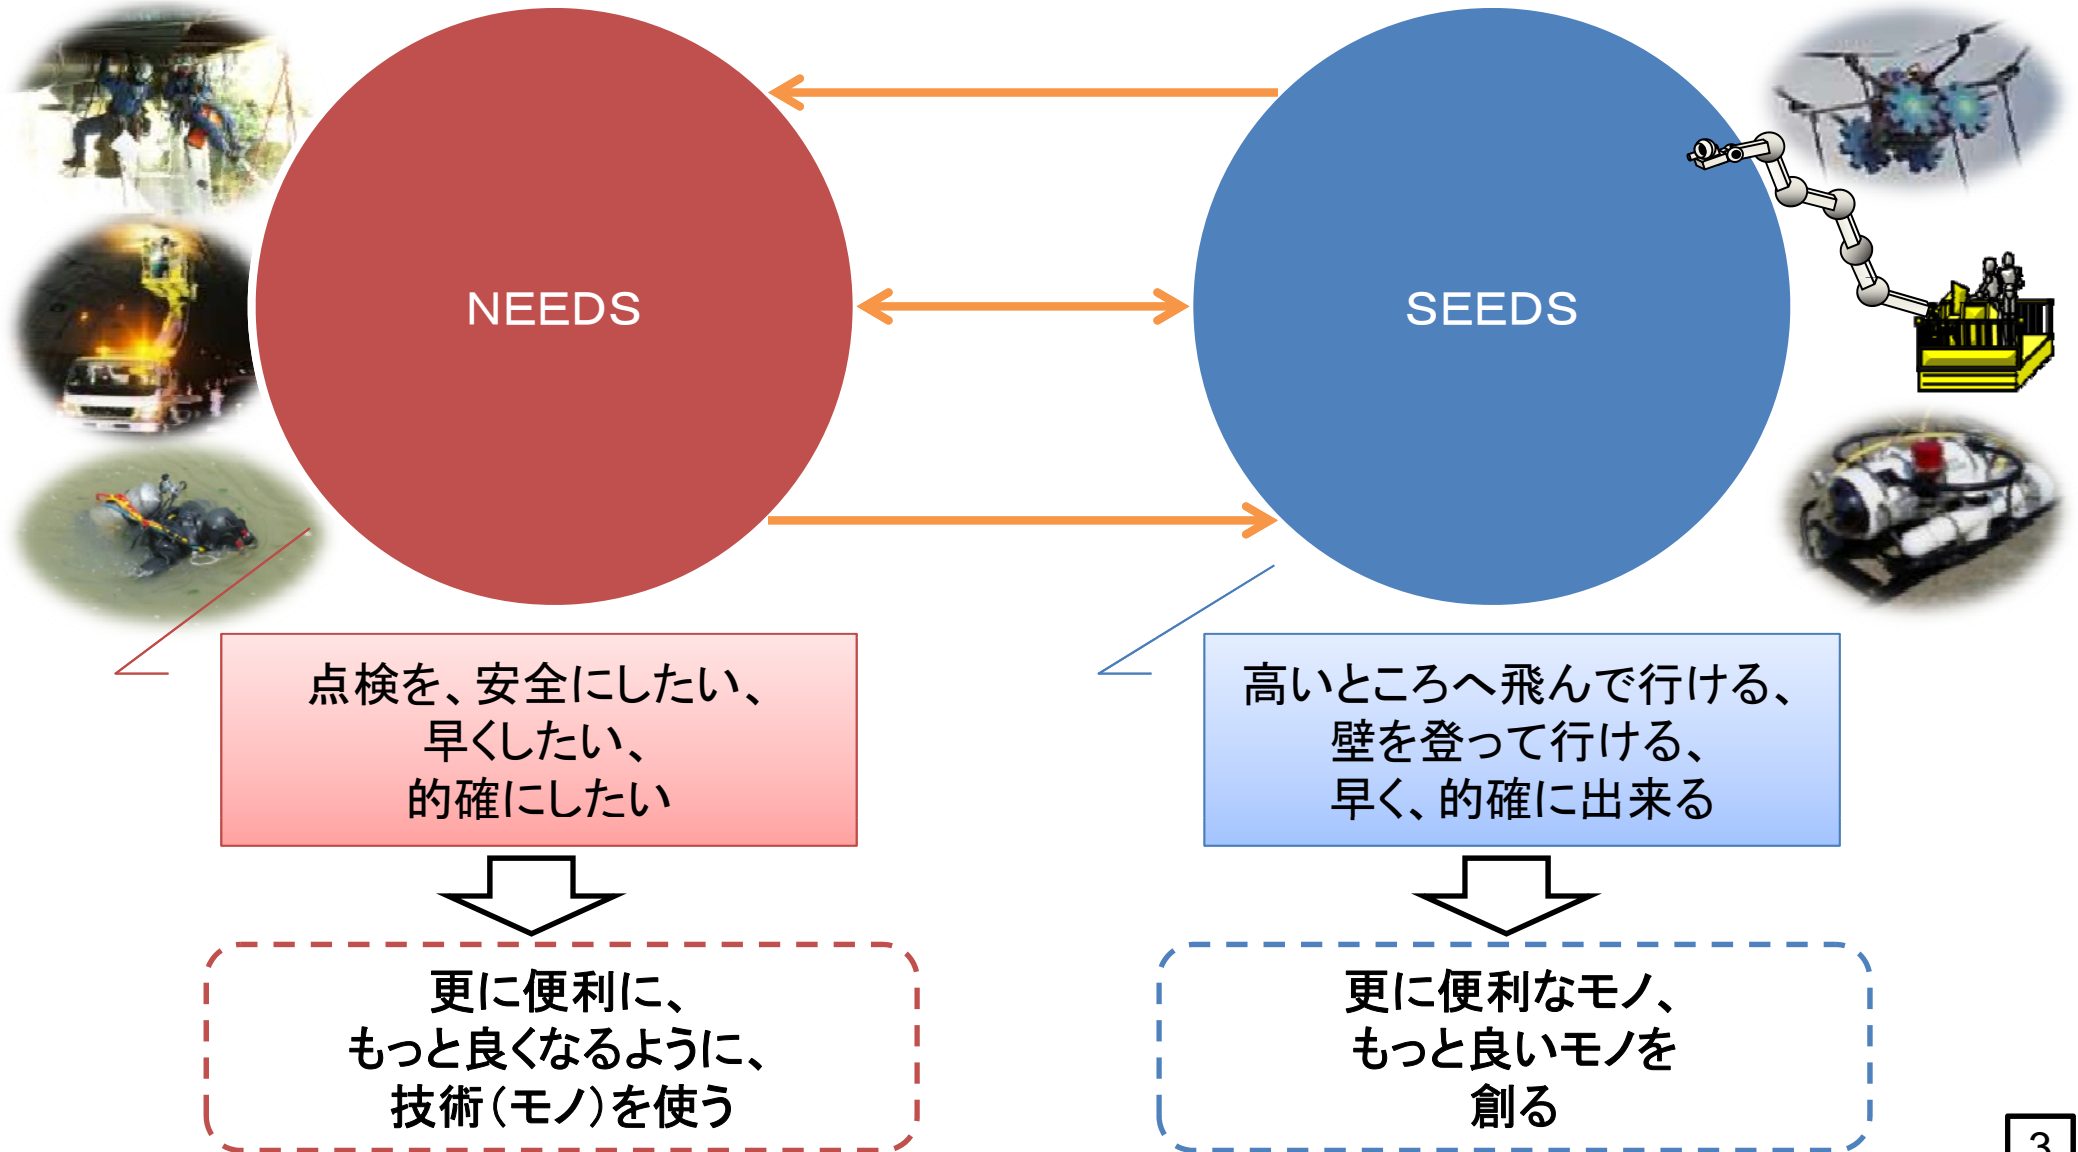 NEEDS
SEEDS
点検を、安全にしたい、
早くしたい、
的確にしたい
高いところへ飛んで行ける、
壁を登って行ける、
早く、的確に出来る
更に便利に、
もっと良くなるように、
技術（モノ）を使う
更に便利なモノ、
もっと良いモノを
創る
3